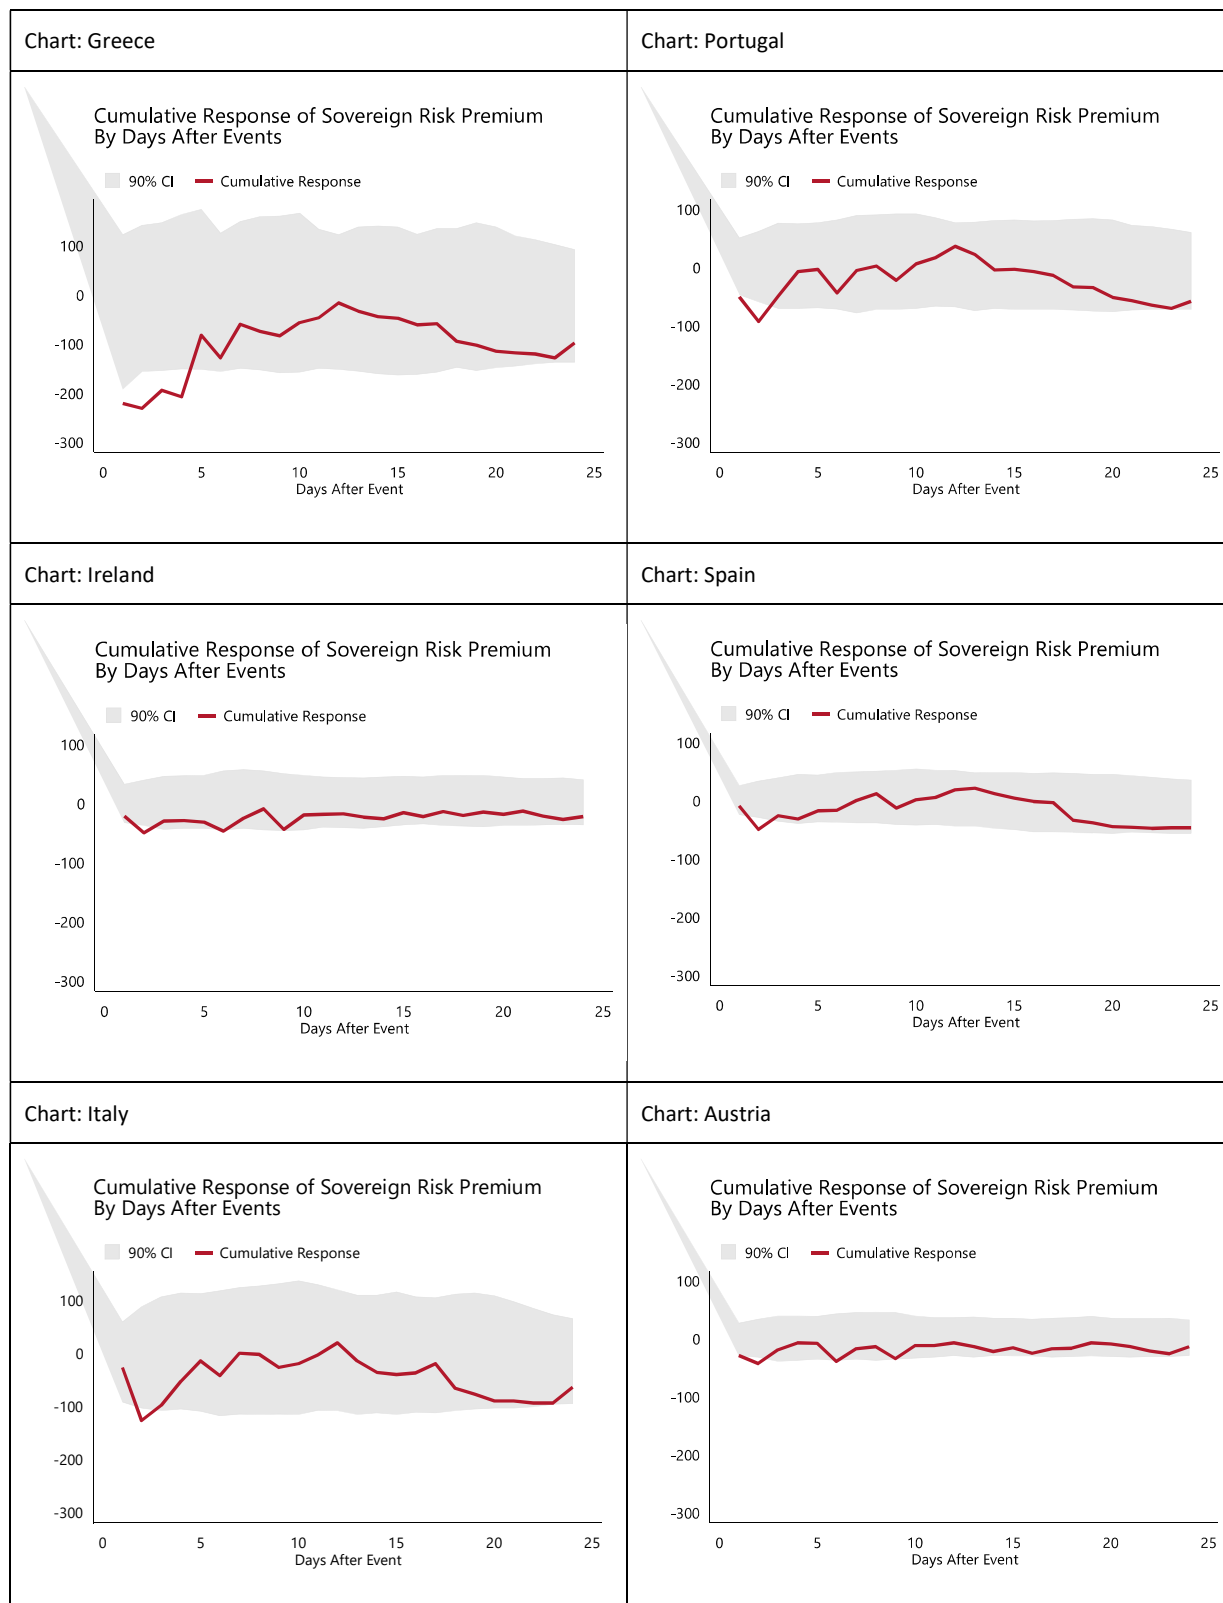 Chart: Greece
Chart: Portugal
Cumulative Response of Sovereign Risk Premium
By Days After Events
90% CI
Cumulative Response
100
0
-100
-200
-300
0
5
10
15
20
25
Days After Event
Cumulative Response of Sovereign Risk Premium
By Days After Events
90% CI
Cumulative Response
100
0
-100
-200
-300
0
5
10
15
20
25
Days After Event
Chart: Ireland
Chart: Spain
Cumulative Response of Sovereign Risk Premium
By Days After Events
90% CI
Cumulative Response
100
0
-100
-200
-300
0
5
10
15
20
25
Days After Event
Cumulative Response of Sovereign Risk Premium
By Days After Events
90% CI
Cumulative Response
100
0
-100
-200
-300
0
5
10
15
20
25
Days After Event
Chart: Italy
Chart: Austria
Cumulative Response of Sovereign Risk Premium
By Days After Events
90% CI
Cumulative Response
100
0
-100
-200
-300
0
5
10
15
20
25
Days After Event
Cumulative Response of Sovereign Risk Premium
By Days After Events
90% CI
Cumulative Response
100
0
-100
-200
-300
0
5
10
15
20
25
Days After Event